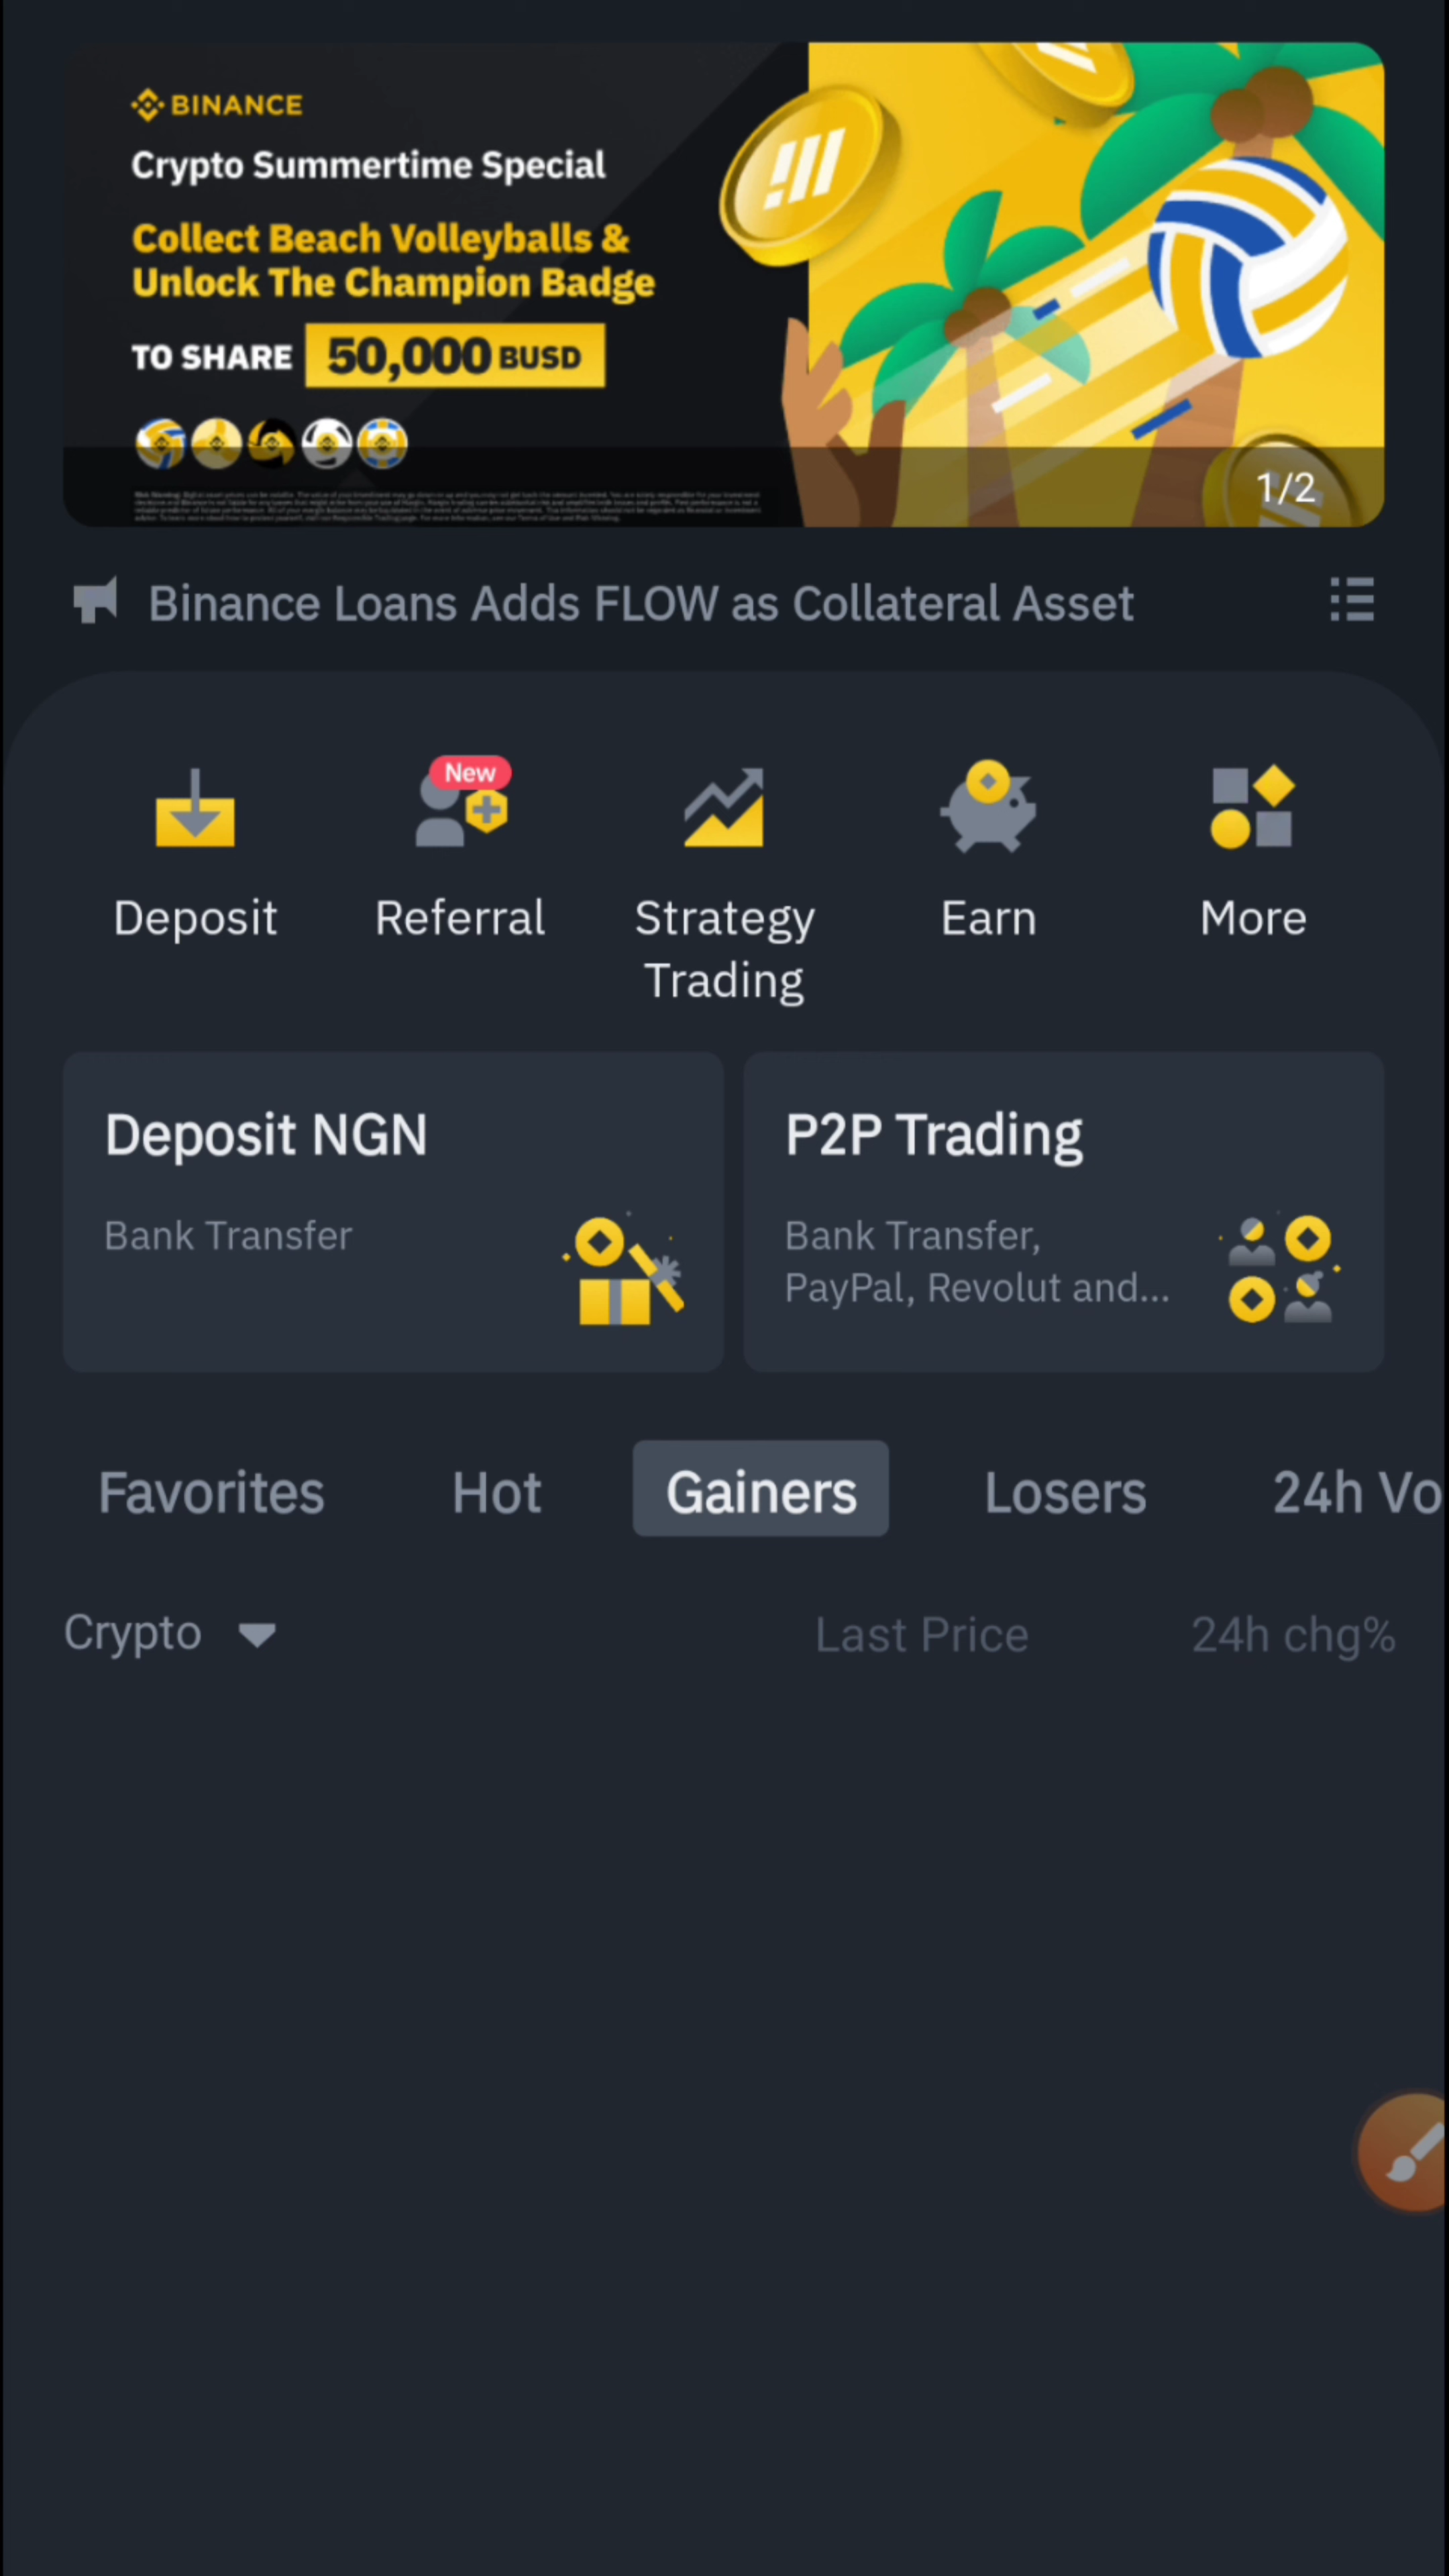 BINANCE
Crypto Summertime Special
Collect Beach Volleyballs &
Unlock The Champion Badge
TO SHARE 50,000 BUSD
1/2
Binance Loans Adds FLOW as Collateral Asset
New
Deposit Referral Strategy Trading Earn More
Deposit NGN
Bank Transfer
P2P Trading
Bank Transfer,
PayPal, Revolut and...
Favorites Hot Gainers Losers 24h Vo
Crypto Last Price 24h chg%